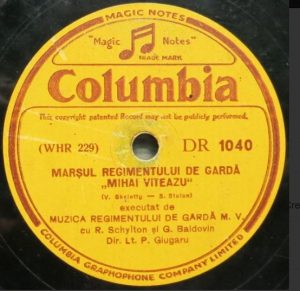 MAGIC NOTES
"Magic Notes"
TRADE MARK.
Columbia
This copyright patented Record may not be publicly performed.
(WHR 229) DR 1040
MARȘUL REGIMENTULUI DE GARDĂ
„MIHAI VITEAZU"
(V. – S. Stelan)
executat de
MUZICA REGIMENTULUI DE GARDĂ M. V.
cu R. Schylton și G. Baldovin
Dir. Lt. P. Giugaru
COLUMBIA GRAPHOPHONE COMPANY LIMITED